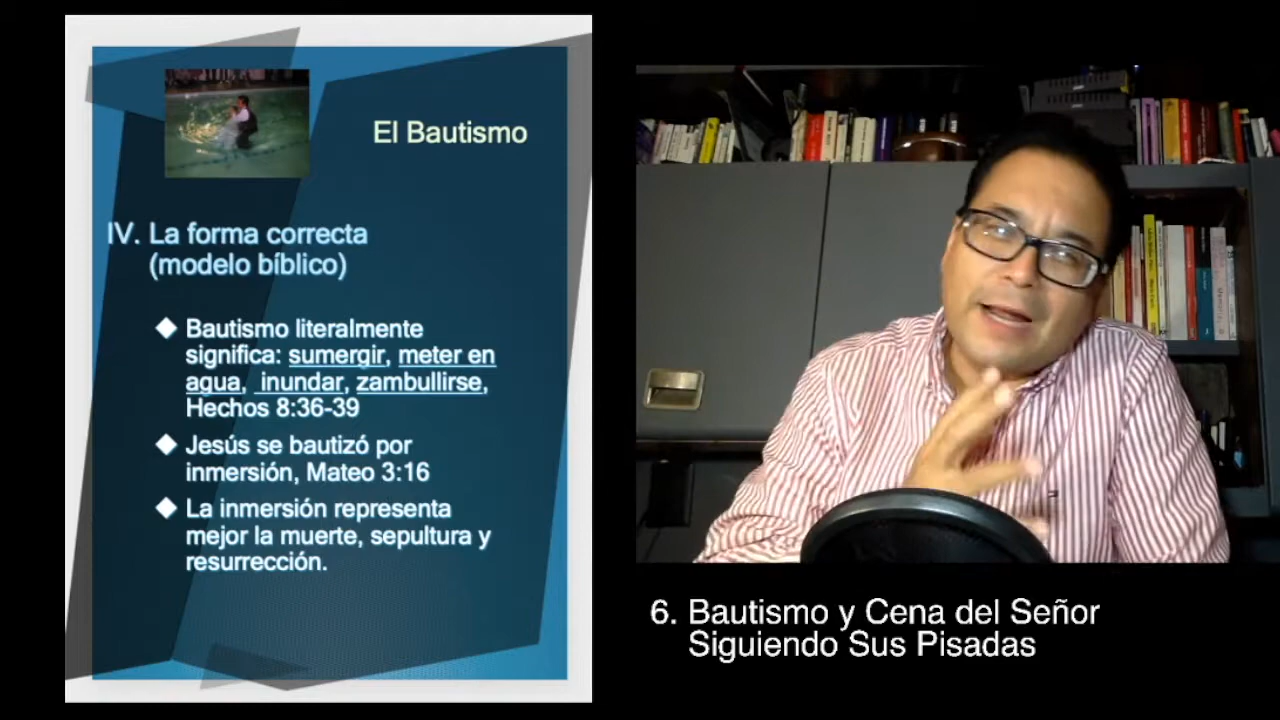 El Bautismo
IV. La forma correcta
(modelo bíblico)
Bautismo literalmente
significa: sumergir, meter en
agua, inundar, zambullirse,
Hechos 8:36-39
Jesús se bautizó por
inmersión, Mateo 3:16
La inmersión representa
mejor la muerte, sepultura y
resurrección.
6. Bautismo y Cena del Señor
Siguiendo Sus Pisadas